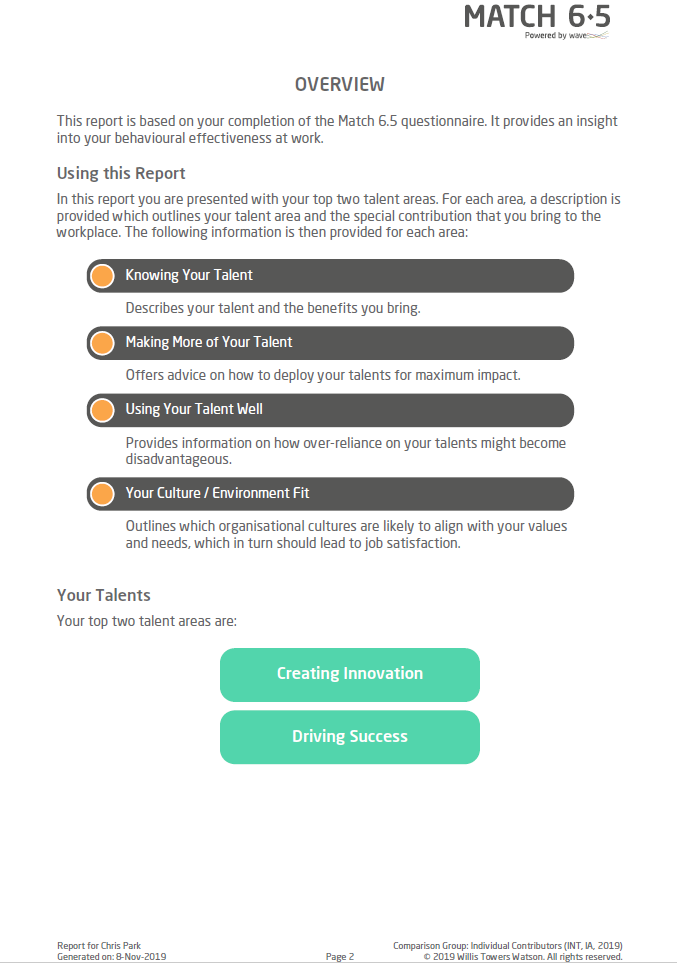 MATCH 6·5
Powered by wave
OVERVIEW
This report is based on your completion of the Match 6.5 questionnaire. It provides an insight
into your behavioural effectiveness at work.
Using this Report
In this report you are presented with your top two talent areas. For each area, a description is
provided which outlines your talent area and the special contribution that you bring to the
workplace. The following information is then provided for each area:
Knowing Your Talent
Describes your talent and the benefits you bring.
Making More of Your Talent
Offers advice on how to deploy your talents for maximum impact.
Using Your Talent Well
Provides information on how over-reliance on your talents might become
disadvantageous.
Your Culture / Environment Fit
Outlines which organisational cultures are likely to align with your values
and needs, which in turn should lead to job satisfaction.
Your Talents
Your top two talent areas are:
Creating Innovation
Driving Success
Report for Chris Park
Comparison Group: Individual Contributors (INT, IA, 2019)
Generated on: 8-Nov-2019
Page 2
© 2019 Willis Towers Watson. All rights reserved.